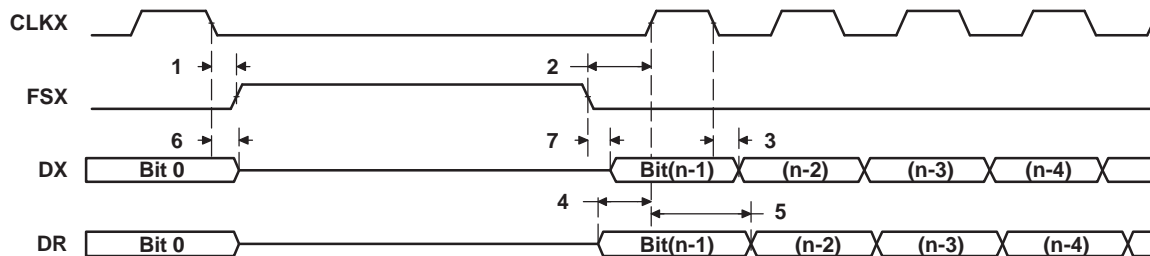 CLKX
1
2
FSX
6
7
3
DX
Bit 0
Bit(n-1)
(n-2)
(n-3)
(n-4)
4
5
DR
Bit 0
Bit(n-1)
(n-2)
(n-3)
(n-4)